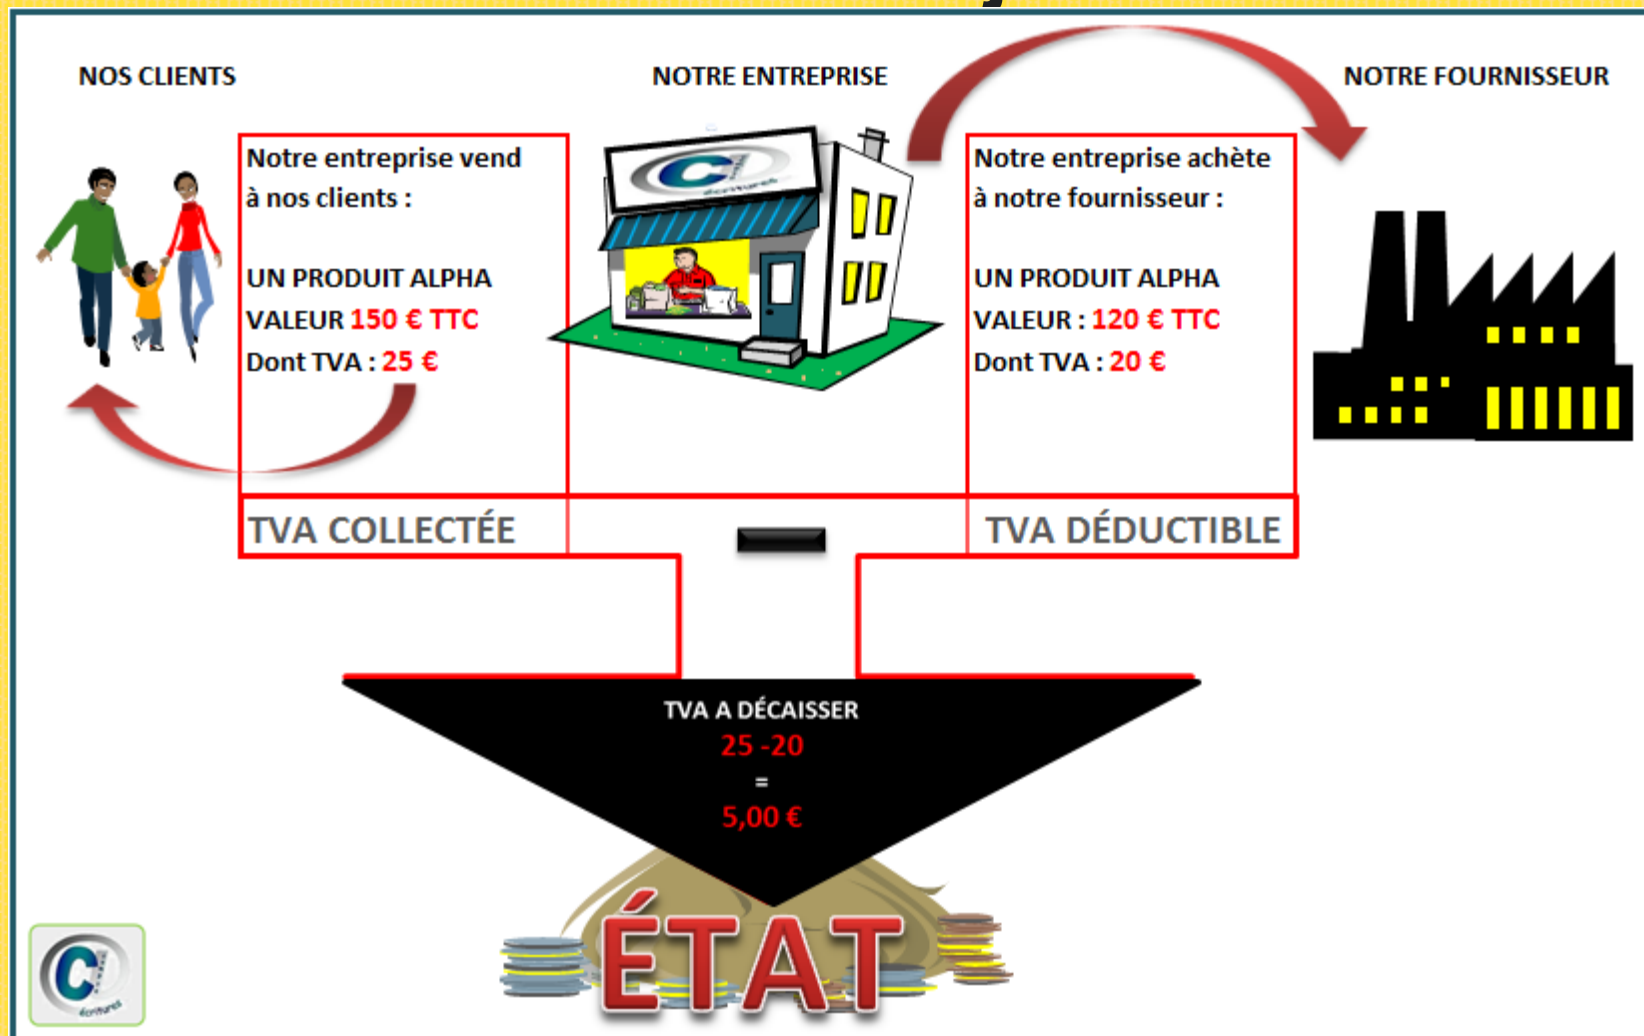 NOS CLIENTS
NOTRE ENTREPRISE
NOTRE FOURNISSEUR
Notre entreprise vend
à nos clients :
UN PRODUIT ALPHA
VALEUR 150 € TTC
Dont TVA : 25 €
écritures
Notre entreprise achète
à notre fournisseur :
UN PRODUIT ALPHA
VALEUR : 120 € TTC
Dont TVA : 20 €
TVA COLLECTÉE
-
TVA DÉDUCTIBLE
TVA A DÉCAISSER
25 -20
=
5,00 €
ÉTAT
écritures